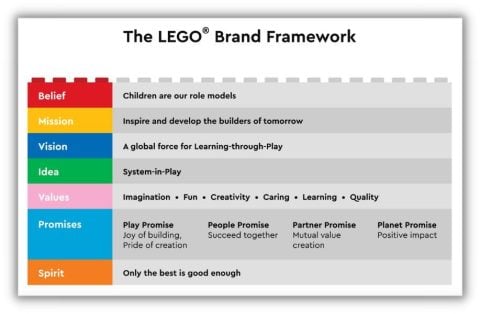 The LEGO® Brand Framework
Belief
Children are our role models
Mission
Inspire and develop the builders of tomorrow
Vision
A global force for Learning-through-Play
Idea
System-in-Play
Values
Imagination • Fun • Creativity • Caring • Learning • Quality
Promises
Play Promise
Joy of building,
Pride of creation
People Promise
Succeed together
Partner Promise
Mutual value
creation
Planet Promise
Positive impact
Spirit
Only the best is good enough